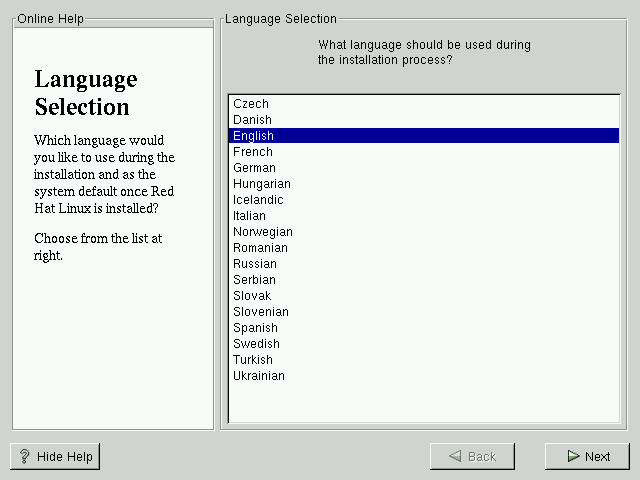 Online Help
Language
Selection
Which language would
you like to use during the
installation and as the
system default once Red
Hat Linux is installed?
Choose from the list at
right.
Language Selection
What language should be used during
the installation process?
Czech
Danish
English
French
German
Hungarian
Icelandic
Italian
Norwegian
Romanian
Russian
Serbian
Slovak
Slovenian
Spanish
Swedish
Turkish
Ukrainian
Hide Help
Back
Next